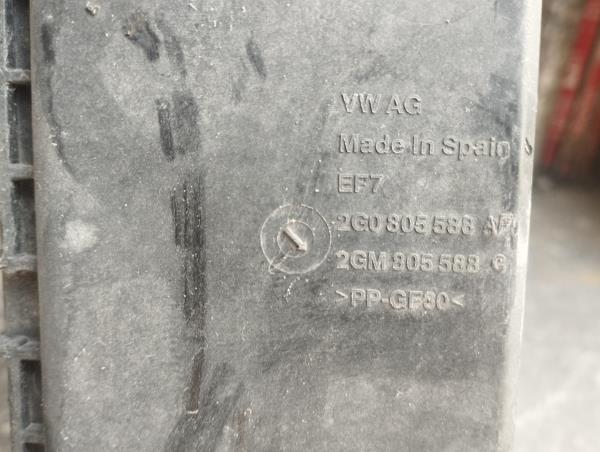 VW AG
Made In Spain
EF7
2G0 805 588
2GM 805 588 C
>PP-GF30<